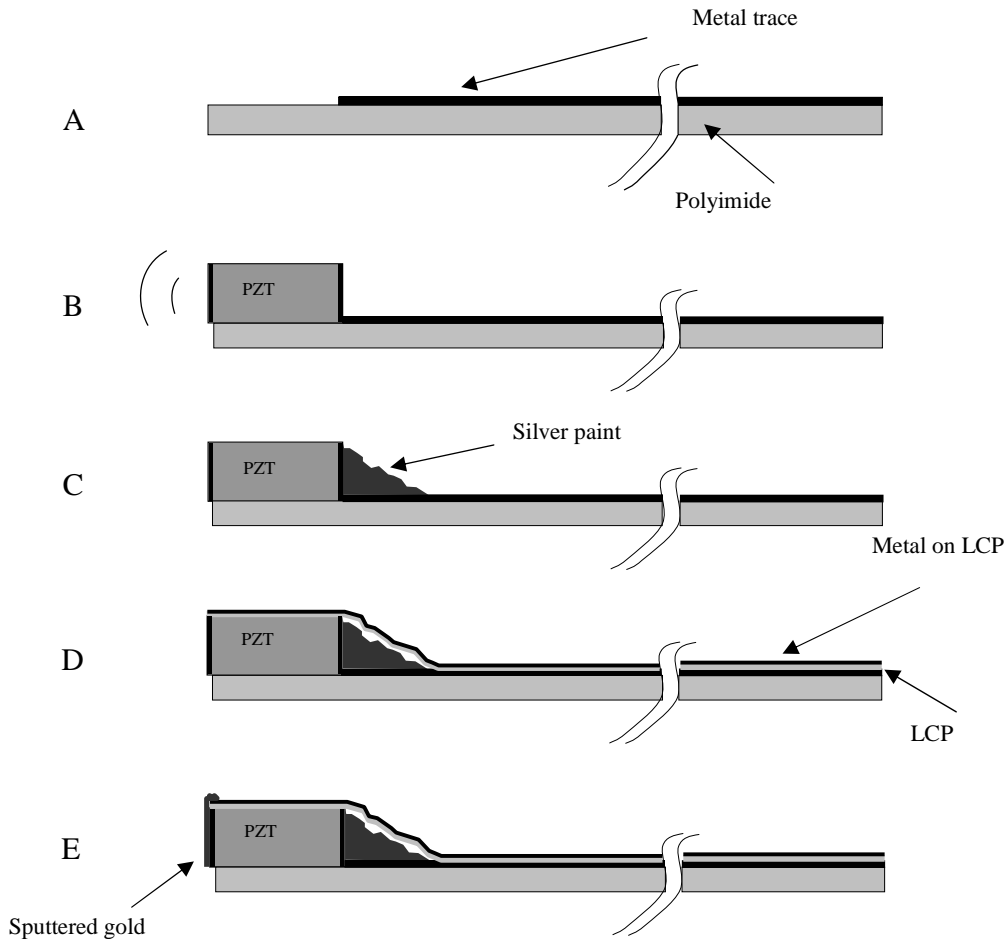 Metal trace
A
Polyimide
B
PZT
Silver paint
C
PZT
Metal on LCP
D
PZT
LCP
E
PZT
Sputtered gold